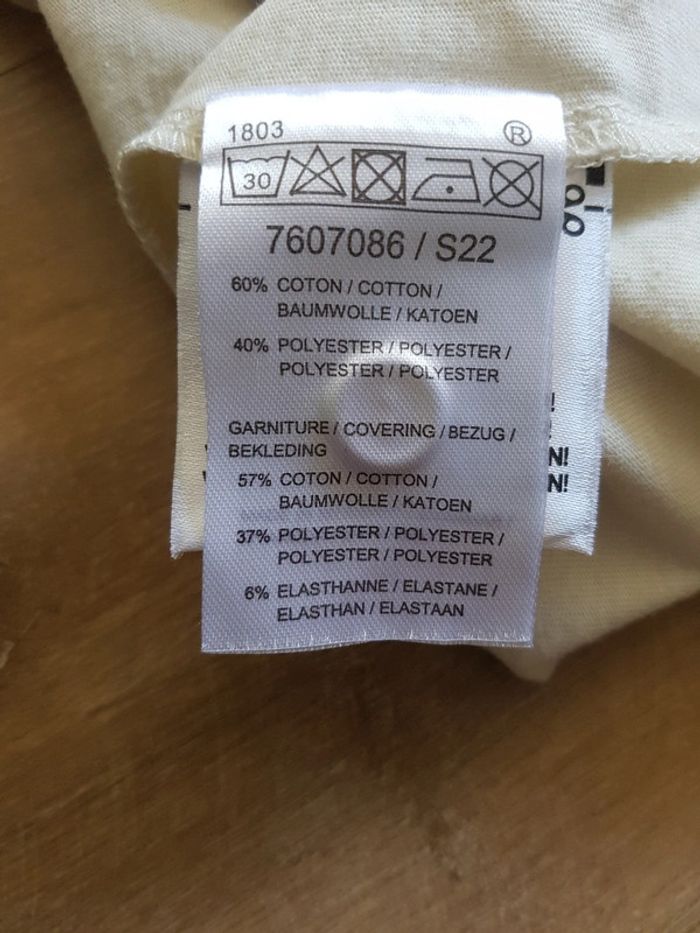 1803 ®
30
7607086 / S22
60% COTON / COTTON /
BAUMWOLLE / KATOEN
40% POLYESTER / POLYESTER /
POLYESTER / POLYESTER
GARNITURE / COVERING / BEZUG /
BEKLEDING
57% COTON / COTTON /
BAUMWOLLE / KATOEN
37% POLYESTER / POLYESTER /
POLYESTER / POLYESTER
6% ELASTHANNE / ELASTANE /
ELASTHAN / ELASTAAN